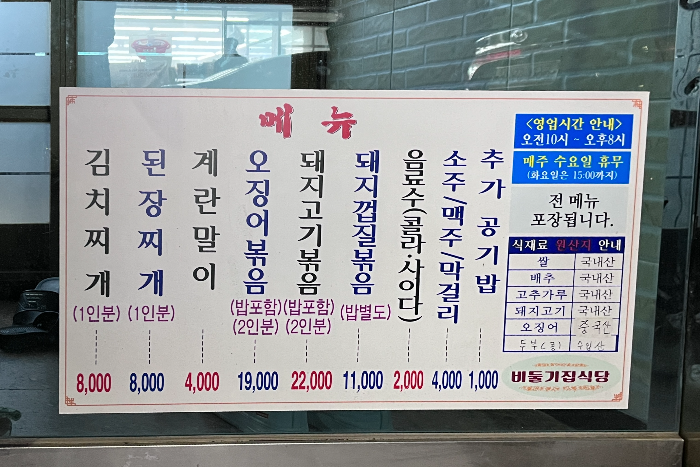 메뉴
김치찌개
(1인분)
8,000
된장찌개
(1인분)
8,000
계란말이
4,000
오징어볶음
(밥포함)
(2인분)
19,000
돼지고기볶음
(밥포함)
(2인분)
22,000
돼지껍질볶음
(밥별도)
11,000
음료수(콜라·사이다)
2,000
소주/맥주/막걸리
4,000
추가 공기밥
1,000
<영업시간 안내>
오전10시 ~ 오후8시
매주 수요일 휴무
(화요일은 15:00까지)
전 메뉴
포장됩니다.
식재료 원산지 안내
쌀 국내산
배추 국내산
고추가루 국내산
돼지고기 국내산
오징어 중국산
두부(콩) 수입산
비둘기집식당